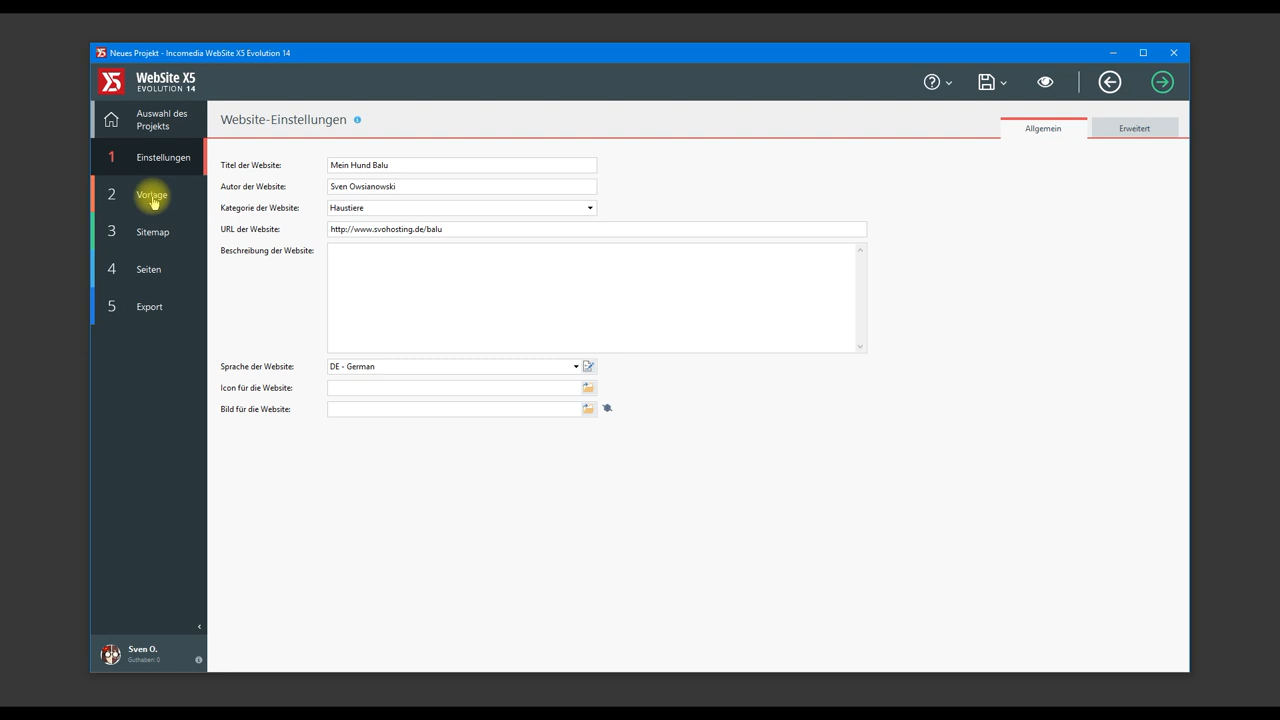 Neues Projekt - Incomedia WebSite X5 Evolution 14
WebSite X5
EVOLUTION 14
Auswahl des
Projekts
1 Einstellungen
2 Vorlage
3 Sitemap
4 Seiten
5 Export
Sven O.
Guthaben: 0
Website-Einstellungen
Allgemein
Erweitert
Titel der Website: Mein Hund Balu
Autor der Website: Sven Owsianowski
Kategorie der Website: Haustiere
URL der Website: http://www.svohosting.de/balu
Beschreibung der Website:
Sprache der Website: DE - German
Icon für die Website:
Bild für die Website: